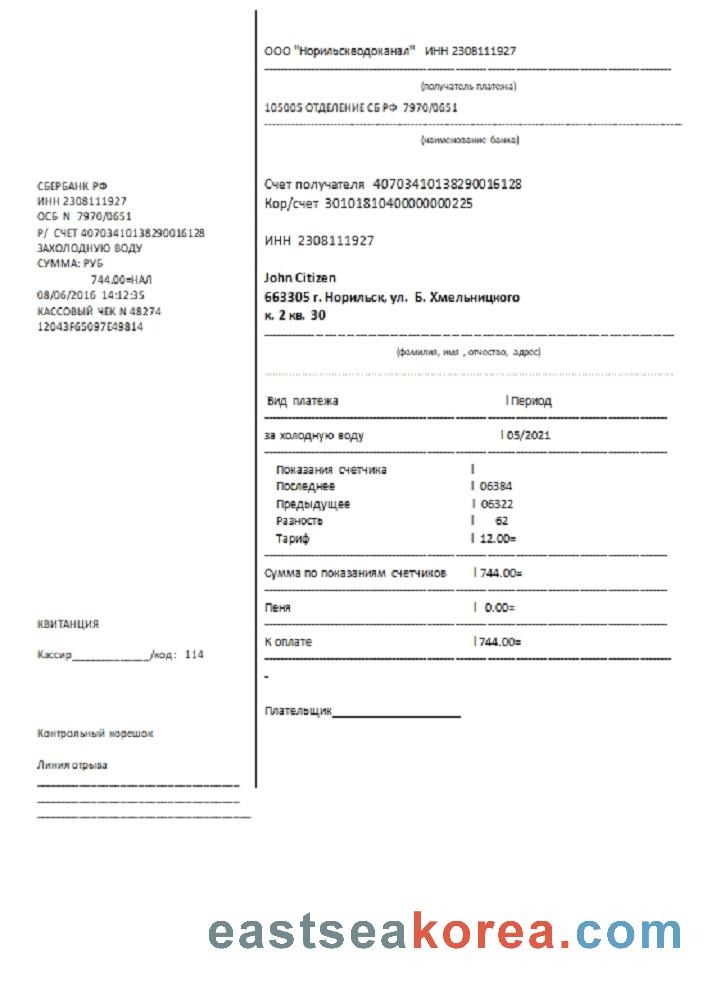 СБЕРБАНК РФ
ИНН 2308111927
ОСБ N 7970/0651
Р/ СЧЕТ 40703410138290016128
ЗАХОЛОДНУЮ ВОДУ
СУММА: РУБ
744.00=НАЛ
08/06/2016 14:12:35
КАССОВЫЙ ЧЕК N 48274
12043F65097E49814
КВИТАНЦИЯ
Кассир_____________/код: 114
Контрольный корешок
Линия отрыва
ООО "Норильскводоканал" ИНН 2308111927
(получатель платежа)
105005 ОТДЕЛЕНИЕ СБ РФ 7970/0651
(наименование банка)
Счет получателя 40703410138290016128
Кор/счет 30101810400000000225
ИНН 2308111927
John Citizen
663305 г. Норильск, ул. Б. Хмельницкого
к. 2 кв. 30
(фамилия, имя , отчество, адрес)
Вид платежа | Период
за холодную воду | 05/2021
Показания счетчика |
Последнее | 06384
Предыдущее | 06322
Разность | 62
Тариф | 12.00=
Сумма по показаниям счетчиков | 744.00=
Пеня | 0.00=
К оплате | 744.00=
-
Плательщик____________________
eastseakorea.com